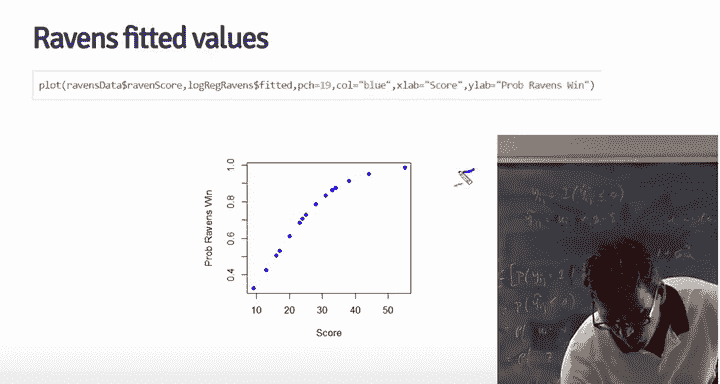 Ravens fitted values
plot(ravensData$ravenScore,logRegRavens$fitted,pch=19,col="blue",xlab="Score",ylab="Prob Ravens Win")
Prob Ravens Win
1.0
0.8
0.6
0.4
10 20 30 40 50
Score